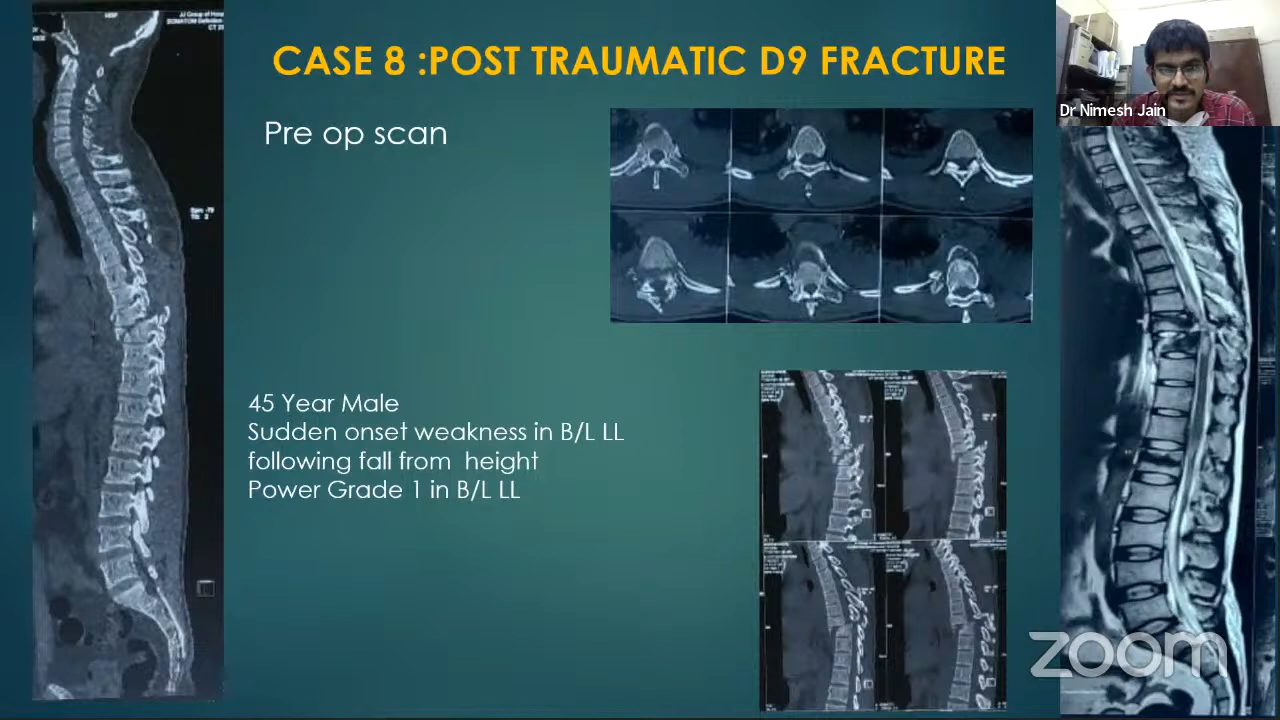 CASE 8 :POST TRAUMATIC D9 FRACTURE
Dr Nimesh Jain
Pre op scan
45 Year Male
Sudden onset weakness in B/L LL
following fall from height
Power Grade 1 in B/L LL
zoom